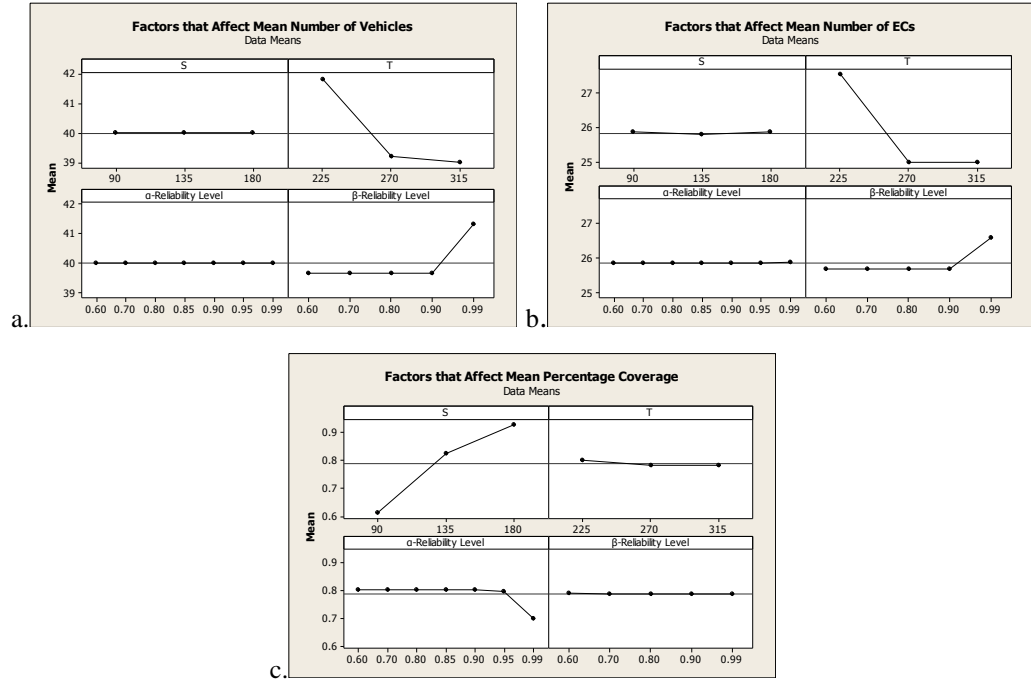 Factors that Affect Mean Number of Vehicles
Data Means
S T
42
41
40
39
90 135 180 225 270 315
α-Reliability Level β-Reliability Level
42
41
40
39
0.60 0.70 0.80 0.85 0.90 0.95 0.99 0.60 0.70 0.80 0.90 0.99
Mean
a.
Factors that Affect Mean Number of ECs
Data Means
S T
27
26
25
90 135 180 225 270 315
α-Reliability Level β-Reliability Level
27
26
25
0.60 0.70 0.80 0.85 0.90 0.95 0.99 0.60 0.70 0.80 0.90 0.99
Mean
b.
Factors that Affect Mean Percentage Coverage
Data Means
S T
0.9
0.8
0.7
0.6
90 135 180 225 270 315
α-Reliability Level β-Reliability Level
0.9
0.8
0.7
0.6
0.60 0.70 0.80 0.85 0.90 0.95 0.99 0.60 0.70 0.80 0.90 0.99
Mean
c.